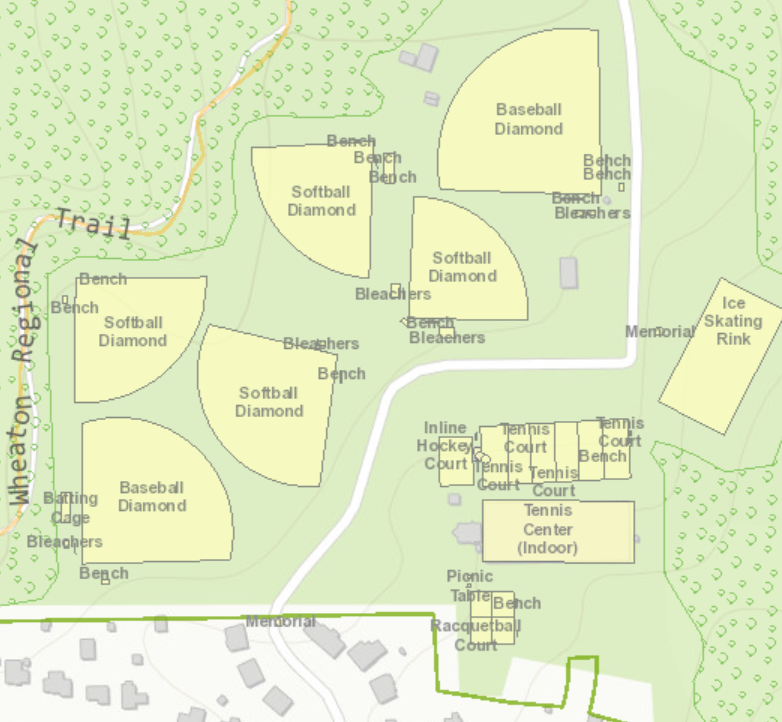 Baseball
Diamond
Bench
Bench
Bench
Bench
Bench
Softball
Diamond
Bench
Bleachers
Trail
Softball
Diamond
Bench
Bleachers
Bench
Softball
Diamond
Bench
Bleachers
Wheaton Regional
Ice
Skating
Rink
Memorial
Bleachers
Bench
Softball
Diamond
Inline
Hockey
Court
Tennis
Court
Tennis
Court
Bench
Tennis
Court
Tennis
Court
Baseball
Diamond
Batting
Cage
Bleachers
Bench
Tennis
Center
(Indoor)
Picnic
Table
Bench
Racquetball
Court
Memorial